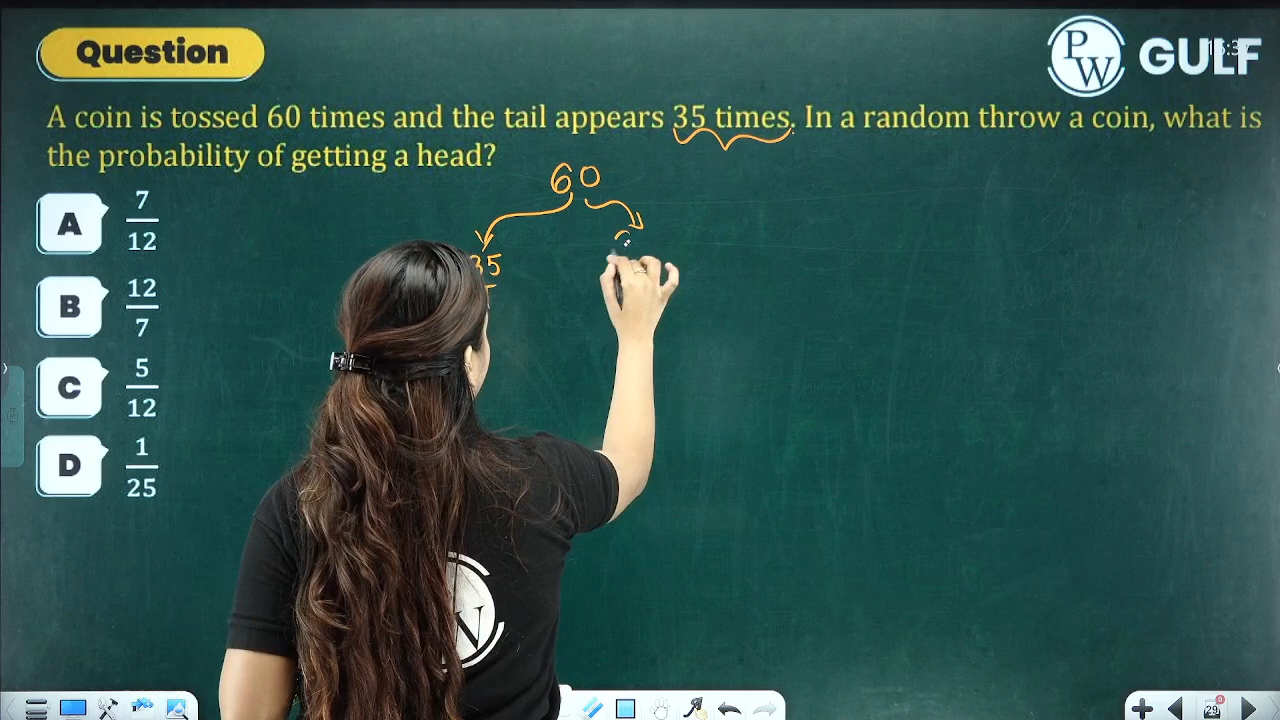 Question
PW GULF
A coin is tossed 60 times and the tail appears 35 times. In a random throw a coin, what is
the probability of getting a head?
60
35
A 7/12
B 12/7
C 5/12
D 1/25
W
29